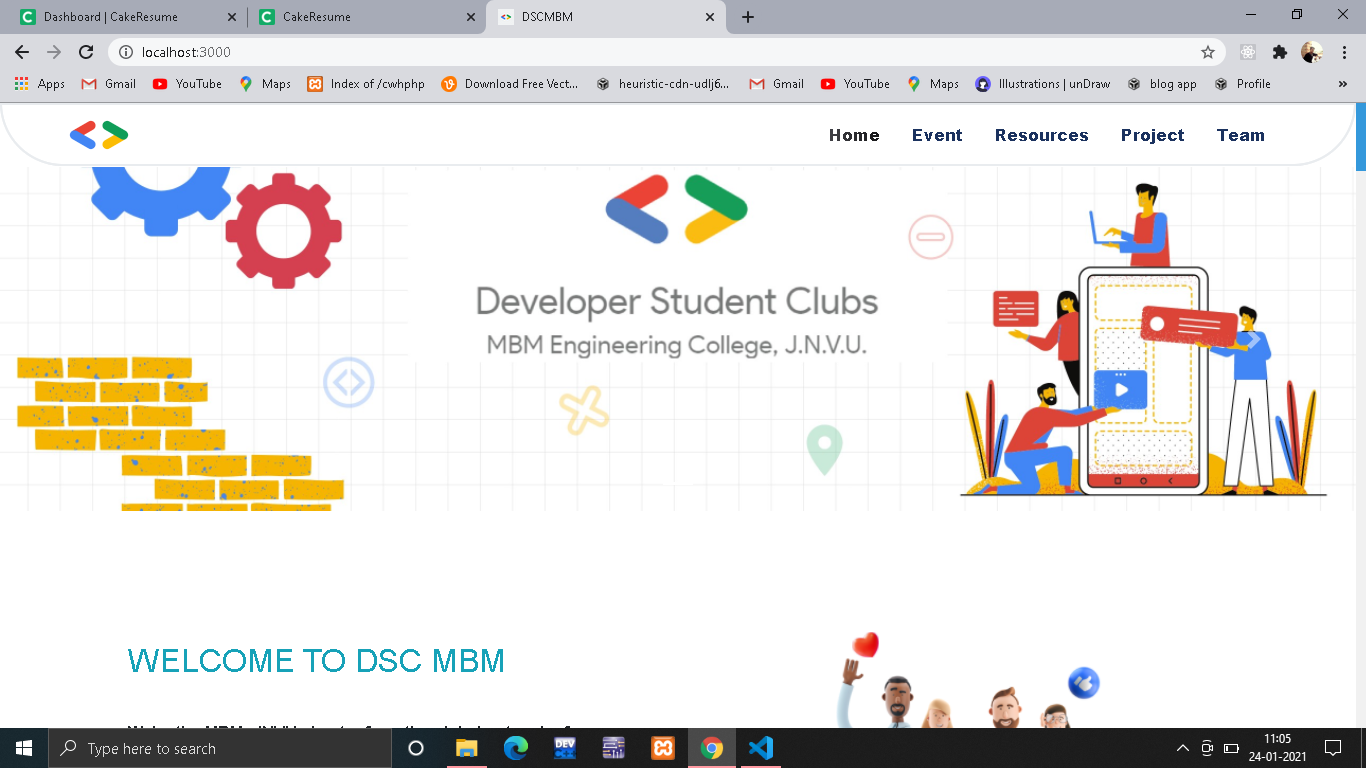 Dashboard | CakeResume
CakeResume
DSCMBM
localhost:3000
Apps Gmail YouTube Maps Index of /cwhphp Download Free Vect... heuristic-cdn-udlj6... Gmail YouTube Maps Illustrations | unDraw blog app Profile »
Home Event Resources Project Team
Developer Student Clubs
MBM Engineering College, J.N.V.U.
WELCOME TO DSC MBM
Type here to search
DEV
11:05
24-01-2021